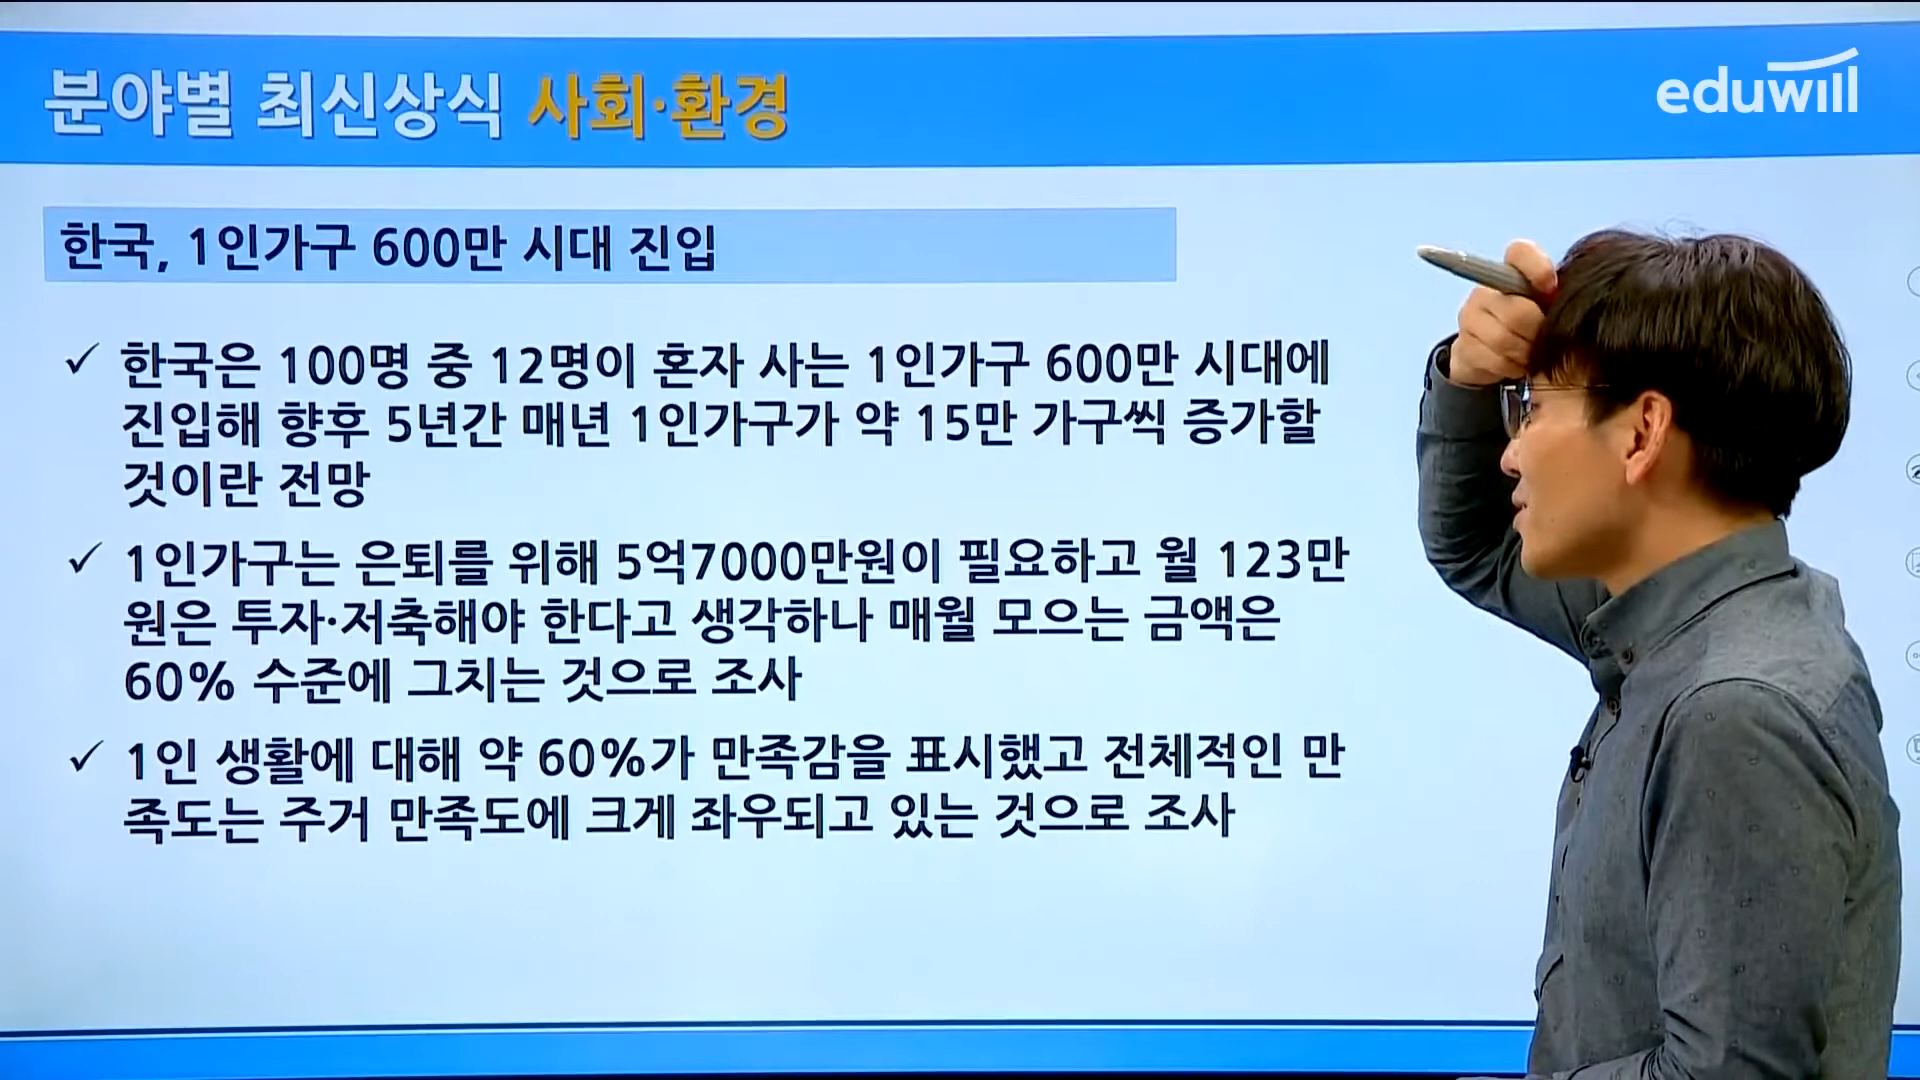 분야별 최신상식 사회·환경
eduwill
한국, 1인가구 600만 시대 진입
✓ 한국은 100명 중 12명이 혼자 사는 1인가구 600만 시대에
진입해 향후 5년간 매년 1인가구가 약 15만 가구씩 증가할
것이란 전망
✓ 1인가구는 은퇴를 위해 5억7000만원이 필요하고 월 123만
원은 투자·저축해야 한다고 생각하나 매월 모으는 금액은
60% 수준에 그치는 것으로 조사
✓ 1인 생활에 대해 약 60%가 만족감을 표시했고 전체적인 만
족도는 주거 만족도에 크게 좌우되고 있는 것으로 조사